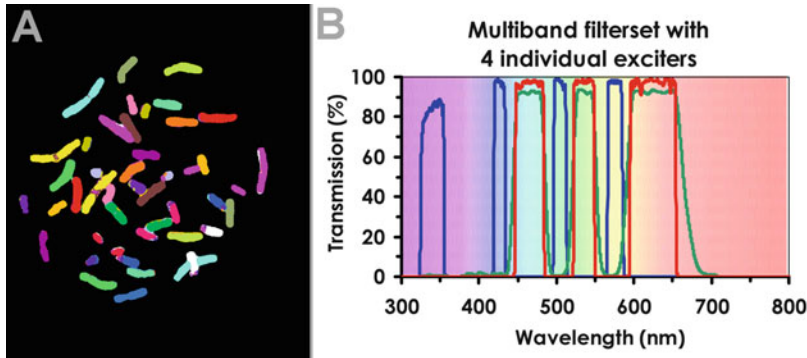 A
B
Multiband filterset with
4 individual exciters
Transmission (%)
100
80
60
40
20
0
300 400 500 600 700 800
Wavelength (nm)